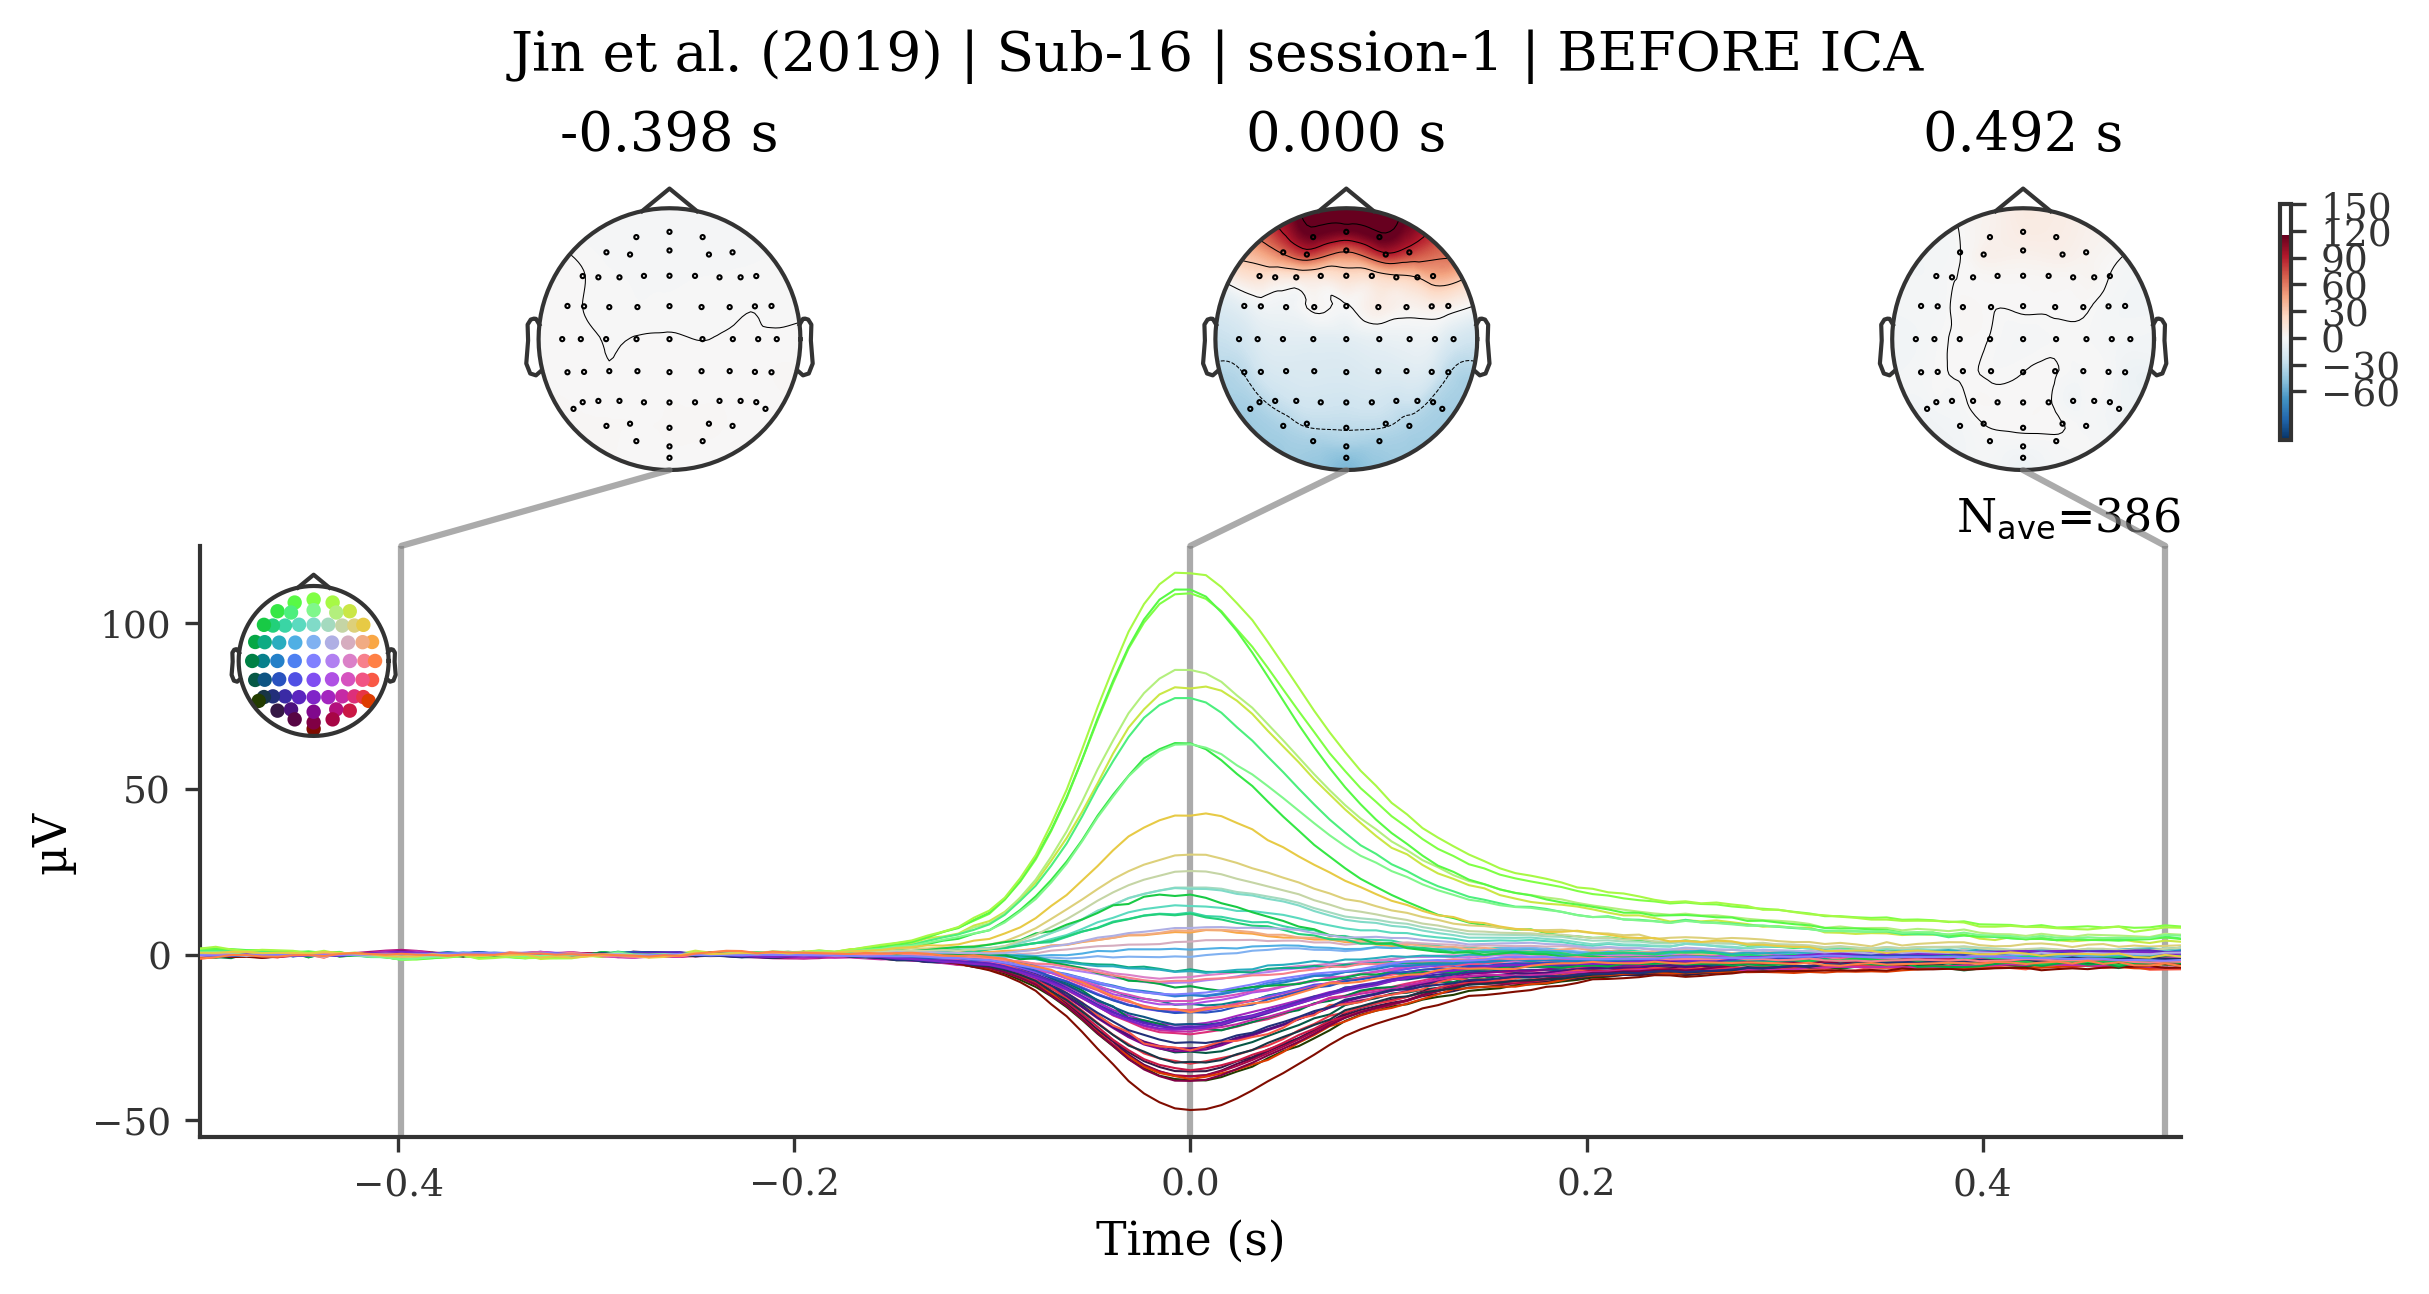 Jin et al. (2019) | Sub-16 | session-1 | BEFORE ICA
-0.398 s
0.000 s
0.492 s
150
120
90
60
30
0
−30
−60
Nave=386
100
50
0
−50
µV
−0.4
−0.2
0.0
0.2
0.4
Time (s)